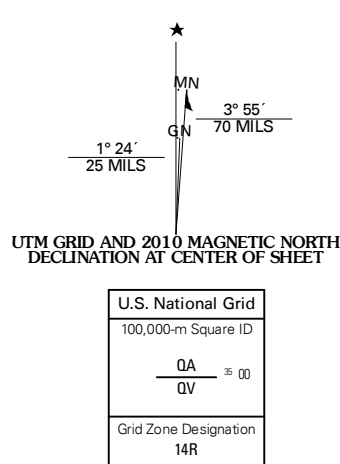 ★
MN
3° 55´
70 MILS
GN
1° 24´
25 MILS
UTM GRID AND 2010 MAGNETIC NORTH
DECLINATION AT CENTER OF SHEET
U.S. National Grid
100,000-m Square ID
QA
35 00
QV
Grid Zone Designation
14R